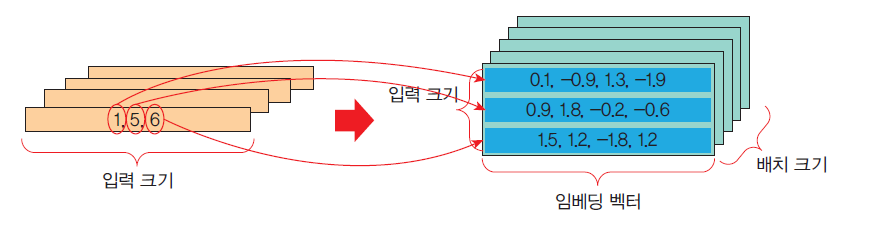 1, 5, 6
입력 크기
입력 크기
0.1, −0.9, 1.3, −1.9
0.9, 1.8, −0.2, −0.6
1.5, 1.2, −1.8, 1.2
임베딩 벡터
배치 크기